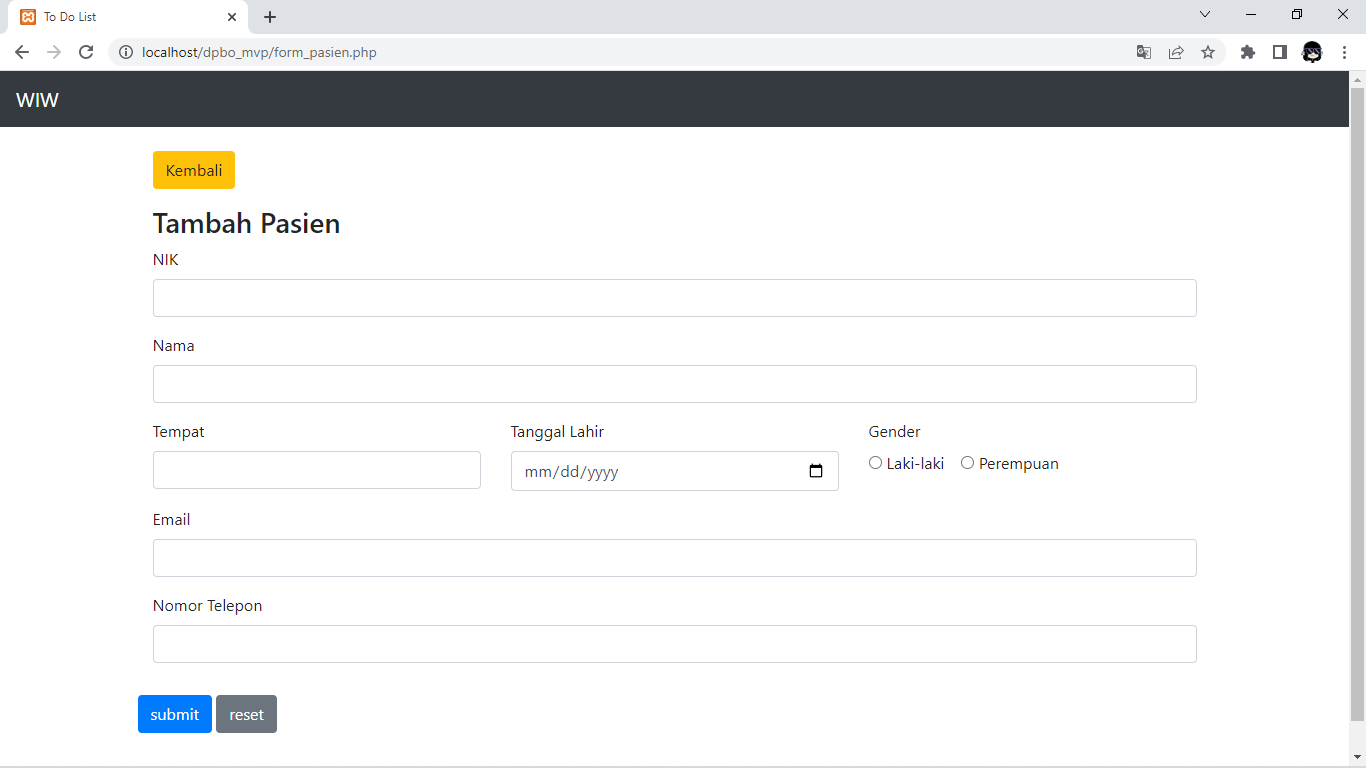 To Do List
localhost/dpbo_mvp/form_pasien.php
WIW
Kembali
Tambah Pasien
NIK
Nama
Tempat Tanggal Lahir Gender
mm/dd/yyyy Laki-laki Perempuan
Email
Nomor Telepon
submit reset